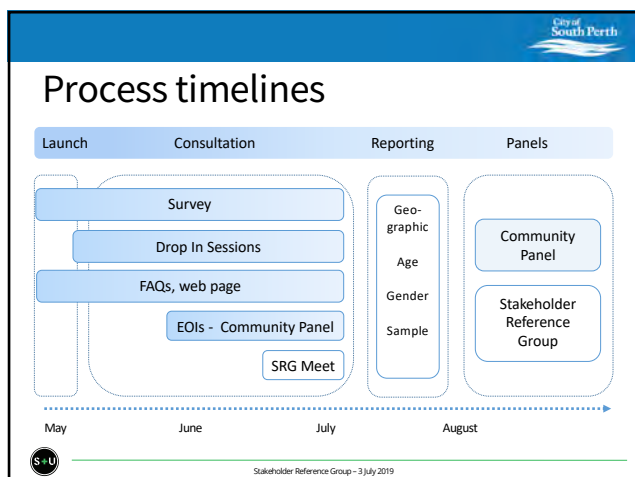 City of
South Perth
Process timelines
Launch Consultation Reporting Panels
Survey
Drop In Sessions
FAQs, web page
EOIs - Community Panel
SRG Meet
Geo-
graphic
Age
Gender
Sample
Community
Panel
Stakeholder
Reference
Group
May June July August
S+U
Stakeholder Reference Group – 3 July 2019